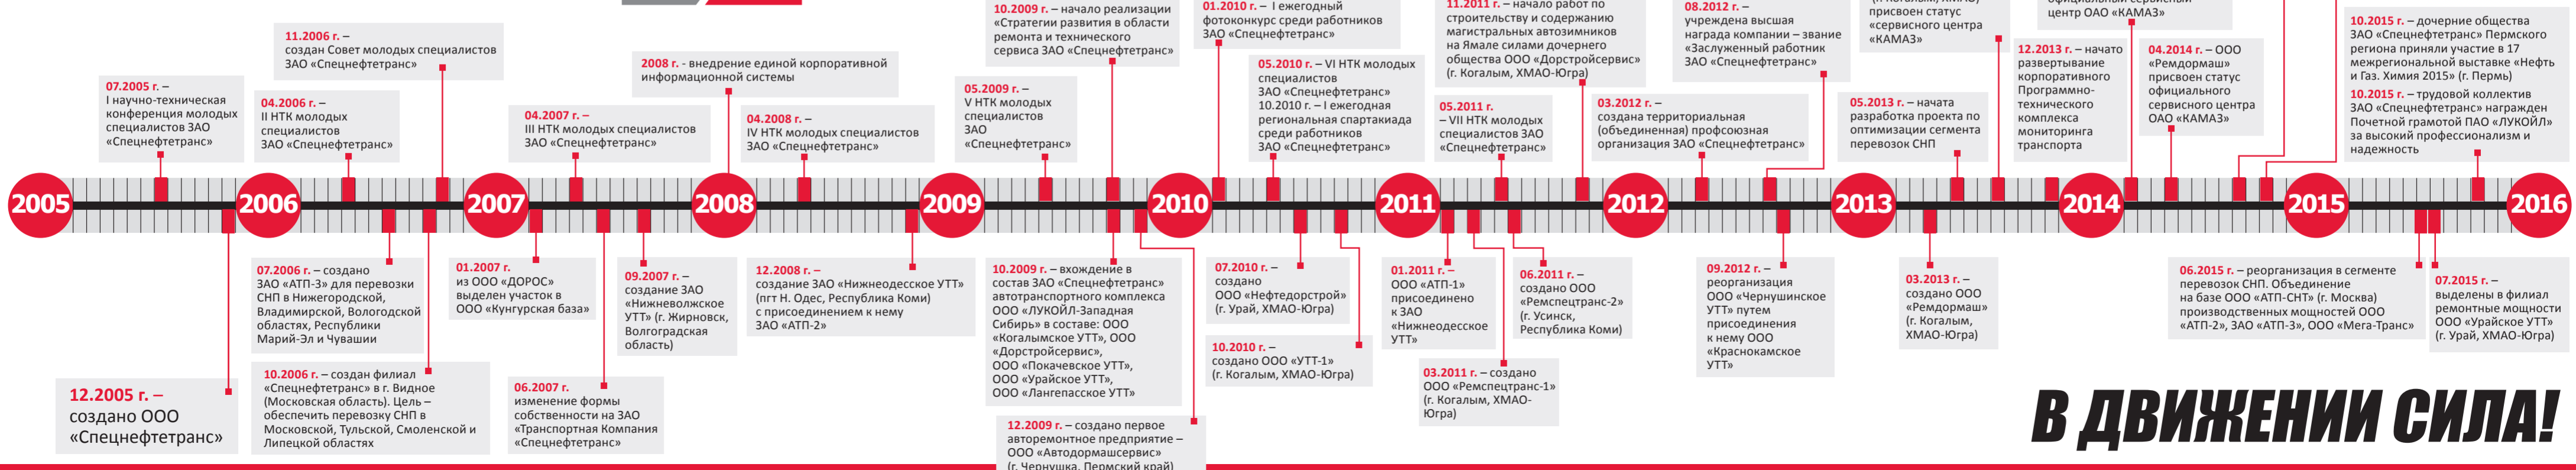 10.2009 г. – начало реализации
«Стратегии развития в области
ремонта и технического
сервиса ЗАО «Спецнефтетранс»
01.2010 г. – I ежегодный
фотоконкурс среди работников
ЗАО «Спецнефтетранс»
11.2011 г. – начало работ по
строительству и содержанию
магистральных автозимников
на Ямале силами дочернего
общества ООО «Дорстройсервис»
(г. Когалым, ХМАО-Югра)
08.2012 г. –
учреждена высшая
награда компании – звание
«Заслуженный работник
ЗАО «Спецнефтетранс»
присвоен статус
«сервисного центра
«КАМАЗ»
официальный сервисный
центр ОАО «КАМАЗ»
10.2015 г. – дочерние общества
ЗАО «Спецнефтетранс» Пермского
региона приняли участие в 17
межрегиональной выставке «Нефть
и Газ. Химия 2015» (г. Пермь)
10.2015 г. – трудовой коллектив
ЗАО «Спецнефтетранс» награжден
Почетной грамотой ПАО «ЛУКОЙЛ»
за высокий профессионализм и
надежность
11.2006 г. –
создан Совет молодых специалистов
ЗАО «Спецнефтетранс»
2008 г. - внедрение единой корпоративной
информационной системы
05.2010 г. – VI НТК молодых
специалистов
ЗАО «Спецнефтетранс»
10.2010 г. – I ежегодная
региональная спартакиада
среди работников
ЗАО «Спецнефтетранс»
12.2013 г. – начато
развертывание
корпоративного
Программно-
технического
комплекса
мониторинга
транспорта
04.2014 г. – ООО
«Ремдормаш»
присвоен статус
официального
сервисного центра
ОАО «КАМАЗ»
07.2005 г. –
I научно-техническая
конференция молодых
специалистов ЗАО
«Спецнефтетранс»
04.2006 г. –
II НТК молодых
специалистов
ЗАО «Спецнефтетранс»
04.2007 г. –
III НТК молодых специалистов
ЗАО «Спецнефтетранс»
04.2008 г. –
IV НТК молодых специалистов
ЗАО «Спецнефтетранс»
05.2009 г. –
V НТК молодых
специалистов
ЗАО
«Спецнефтетранс»
05.2011 г.
– VII НТК молодых
специалистов ЗАО
«Спецнефтетранс»
03.2012 г. –
создана территориальная
(объединенная) профсоюзная
организация ЗАО «Спецнефтетранс»
05.2013 г. – начата
разработка проекта по
оптимизации сегмента
перевозок СНП
2005
2006
2007
2008
2009
2010
2011
2012
2013
2014
2015
2016
12.2005 г. –
создано ООО
«Спецнефтетранс»
07.2006 г. – создано
ЗАО «АТП-3» для перевозки
СНП в Нижегородской,
Владимирской, Вологодской
областях, Республики
Марий-Эл и Чувашии
10.2006 г. – создан филиал
«Спецнефтетранс» в г. Видное
(Московская область). Цель –
обеспечить перевозку СНП в
Московской, Тульской, Смоленской и
Липецкой областях
01.2007 г.
из ООО «ДОРОС»
выделен участок в
ООО «Кунгурская база»
06.2007 г.
изменение формы
собственности на ЗАО
«Транспортная Компания
«Спецнефтетранс»
09.2007 г. –
создание ЗАО
«Нижневолжское
УТТ» (г. Жирновск,
Волгоградская
область)
12.2008 г. –
создание ЗАО «Нижнеодесское УТТ»
(пгт Н. Одес, Республика Коми)
с присоединением к нему
ЗАО «АТП-2»
10.2009 г. – вхождение в
состав ЗАО «Спецнефтетранс»
автотранспортного комплекса
ООО «ЛУКОЙЛ-Западная
Сибирь» в составе: ООО
«Когалымское УТТ», ООО
«Дорстройсервис»,
ООО «Покачевское УТТ»,
ООО «Урайское УТТ»,
ООО «Лангепасское УТТ»
12.2009 г. – создано первое
авторемонтное предприятие –
ООО «Автодормашсервис»
(г. Чернушка, Пермский край)
07.2010 г. –
создано
ООО «Нефтедорстрой»
(г. Урай, ХМАО-Югра)
10.2010 г. –
создано ООО «УТТ-1»
(г. Когалым, ХМАО-Югра)
01.2011 г. –
ООО «АТП-1»
присоединено
к ЗАО
«Нижнеодесское
УТТ»
03.2011 г. – создано
ООО «Ремспецтранс-1»
(г. Когалым, ХМАО-
Югра)
06.2011 г. –
создано ООО
«Ремспецтранс-2»
(г. Усинск,
Республика Коми)
09.2012 г. –
реорганизация
ООО «Чернушинское
УТТ» путем
присоединения
к нему ООО
«Краснокамское
УТТ»
03.2013 г. –
создано ООО
«Ремдормаш»
(г. Когалым,
ХМАО-Югра)
06.2015 г. – реорганизация в сегменте
перевозок СНП. Объединение
на базе ООО «АТП-СНТ» (г. Москва)
производственных мощностей ООО
«АТП-2», ЗАО «АТП-3», ООО «Мега-Транс»
07.2015 г. –
выделены в филиал
ремонтные мощности
ООО «Урайское УТТ»
(г. Урай, ХМАО-Югра)
В ДВИЖЕНИИ СИЛА!